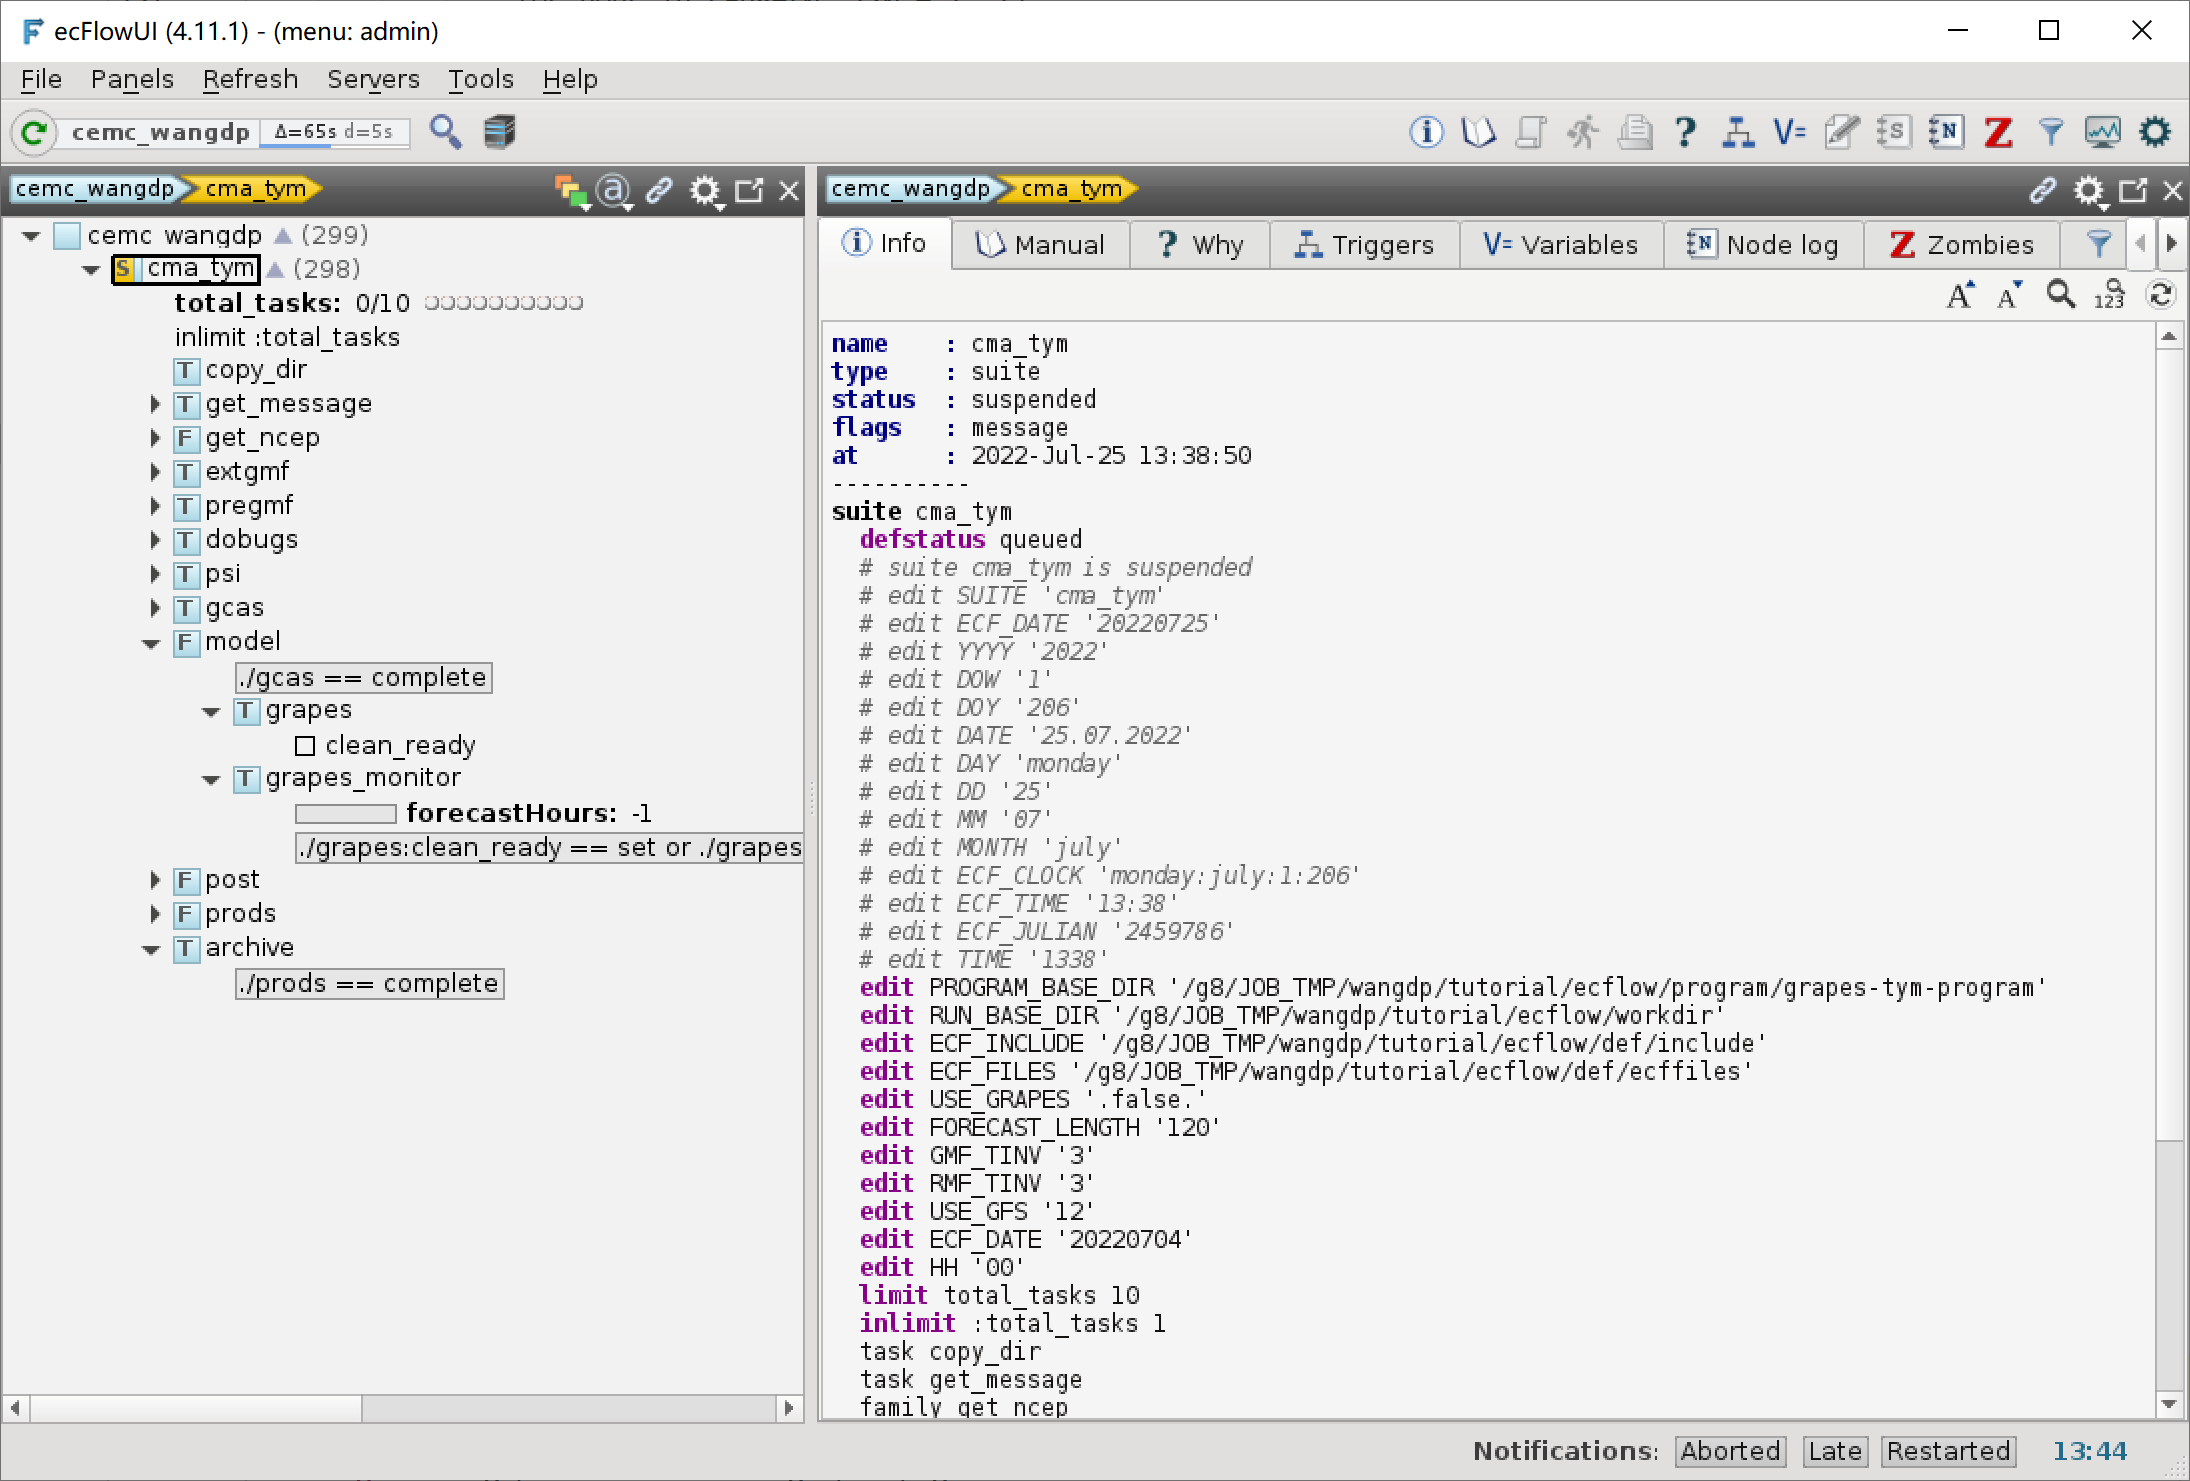 ecFlowUI (4.11.1) - (menu: admin)
File Panels Refresh Servers Tools Help
cemc_wangdp Δ=65s d=5s
cemc_wangdp cma_tym
cemc_wangdp (299)
S cma_tym (298)
total_tasks: 0/10
inlimit :total_tasks
T copy_dir
T get_message
F get_ncep
T extgmf
T pregmf
T dobugs
T psi
T gcas
F model
./gcas == complete
T grapes
clean_ready
T grapes_monitor
forecastHours: -1
./grapes:clean_ready == set or ./grapes
F post
F prods
T archive
./prods == complete
cemc_wangdp cma_tym
Info Manual ? Why Triggers V= Variables N Node log Z Zombies
name : cma_tym
type : suite
status : suspended
flags : message
at : 2022-Jul-25 13:38:50
----------
suite cma_tym
defstatus queued
# suite cma_tym is suspended
# edit SUITE 'cma_tym'
# edit ECF_DATE '20220725'
# edit YYYY '2022'
# edit DOW '1'
# edit DOY '206'
# edit DATE '25.07.2022'
# edit DAY 'monday'
# edit DD '25'
# edit MM '07'
# edit MONTH 'july'
# edit ECF_CLOCK 'monday:july:1:206'
# edit ECF_TIME '13:38'
# edit ECF_JULIAN '2459786'
# edit TIME '1338'
edit PROGRAM_BASE_DIR '/g8/JOB_TMP/wangdp/tutorial/ecflow/program/grapes-tym-program'
edit RUN_BASE_DIR '/g8/JOB_TMP/wangdp/tutorial/ecflow/workdir'
edit ECF_INCLUDE '/g8/JOB_TMP/wangdp/tutorial/ecflow/def/include'
edit ECF_FILES '/g8/JOB_TMP/wangdp/tutorial/ecflow/def/ecffiles'
edit USE_GRAPES '.false.'
edit FORECAST_LENGTH '120'
edit GMF_TINV '3'
edit RMF_TINV '3'
edit USE_GFS '12'
edit ECF_DATE '20220704'
edit HH '00'
limit total_tasks 10
inlimit :total_tasks 1
task copy_dir
task get_message
family get_ncep
Notifications: Aborted Late Restarted 13:44